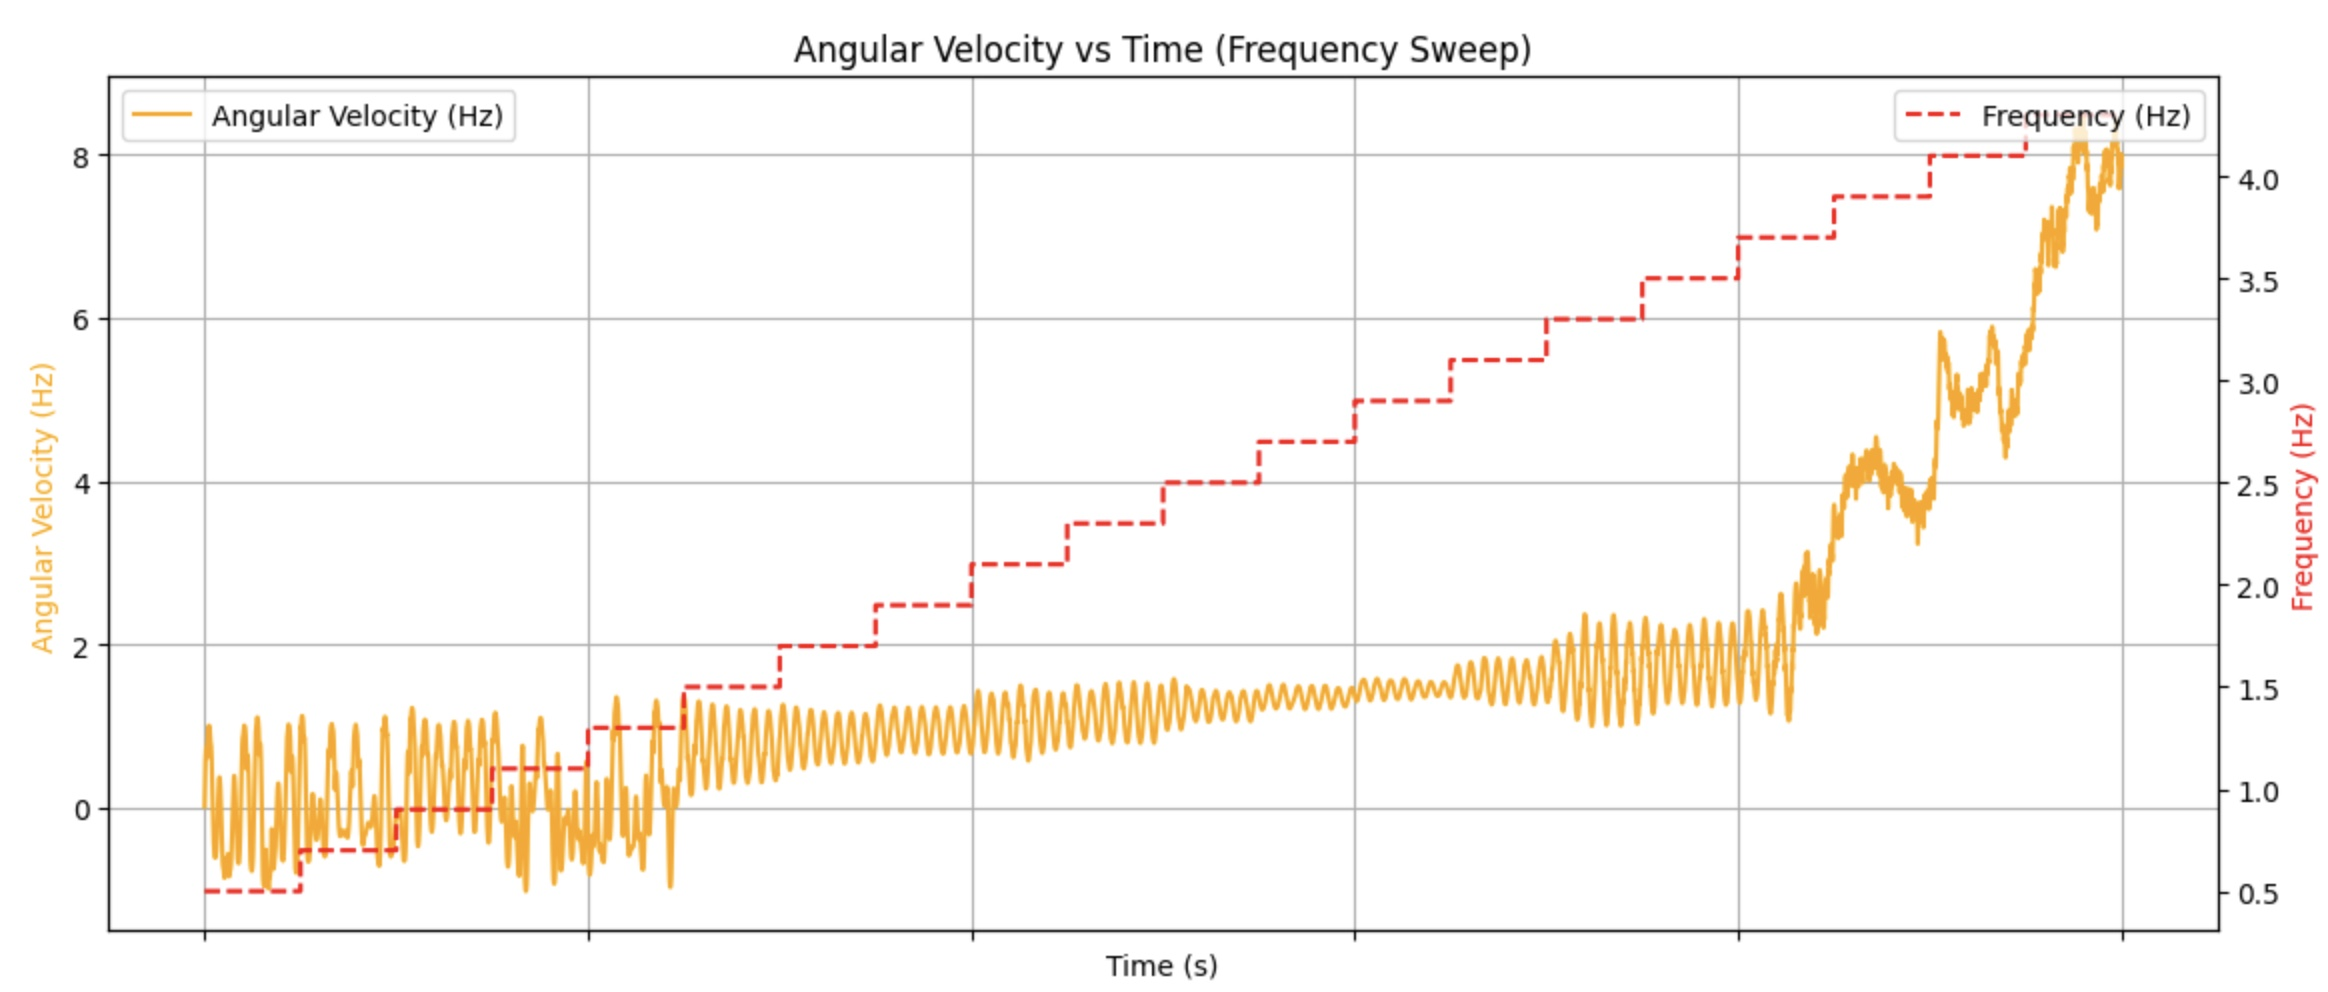 Angular Velocity vs Time (Frequency Sweep)
Angular Velocity (Hz)
Frequency (Hz)
8
6
4
2
0
Angular Velocity (Hz)
4.0
3.5
3.0
2.5
2.0
1.5
1.0
0.5
Frequency (Hz)
Time (s)